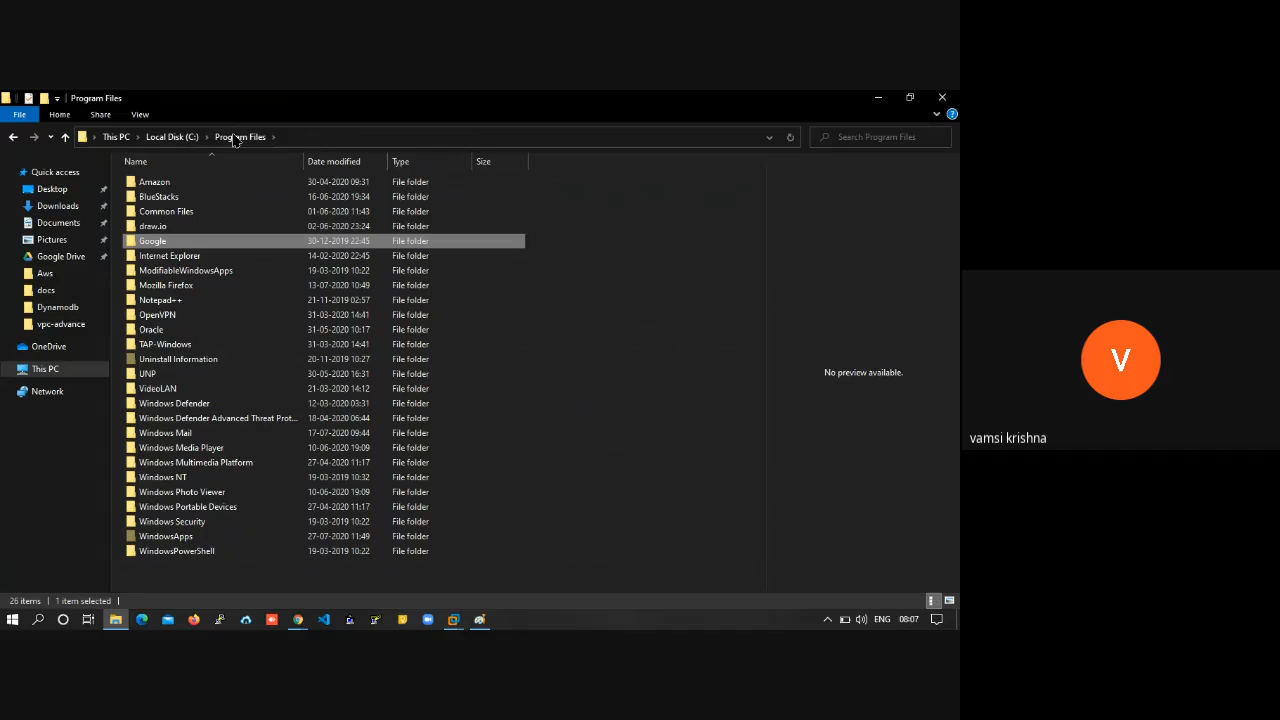 Program Files
File Home Share View
This PC Local Disk (C:) Program Files
Search Program Files
Name Date modified Type Size
Quick access
Desktop
Downloads
Documents
Pictures
Google Drive
Aws
docs
Dynamodb
vpc-advance
OneDrive
This PC
Network
Amazon 30-04-2020 09:31 File folder
BlueStacks 16-06-2020 19:34 File folder
Common Files 01-06-2020 11:43 File folder
draw.io 02-06-2020 23:24 File folder
Google 30-12-2019 22:45 File folder
Internet Explorer 14-02-2020 22:45 File folder
ModifiableWindowsApps 19-03-2019 10:22 File folder
Mozilla Firefox 13-07-2020 10:49 File folder
Notepad++ 21-11-2019 02:57 File folder
OpenVPN 31-03-2020 14:41 File folder
Oracle 31-05-2020 10:17 File folder
TAP-Windows 31-03-2020 14:41 File folder
Uninstall Information 20-11-2019 10:27 File folder
UNP 30-05-2020 16:31 File folder
VideoLAN 21-03-2020 14:12 File folder
Windows Defender 12-03-2020 03:31 File folder
Windows Defender Advanced Threat Prot... 18-04-2020 06:44 File folder
Windows Mail 17-07-2020 09:44 File folder
Windows Media Player 10-06-2020 19:09 File folder
Windows Multimedia Platform 27-04-2020 11:17 File folder
Windows NT 19-03-2019 10:32 File folder
Windows Photo Viewer 10-06-2020 19:09 File folder
Windows Portable Devices 27-04-2020 11:17 File folder
Windows Security 19-03-2019 10:22 File folder
WindowsApps 27-07-2020 11:49 File folder
WindowsPowerShell 19-03-2019 10:22 File folder
No preview available.
26 items 1 item selected
ENG 08:07
V
vamsi krishna